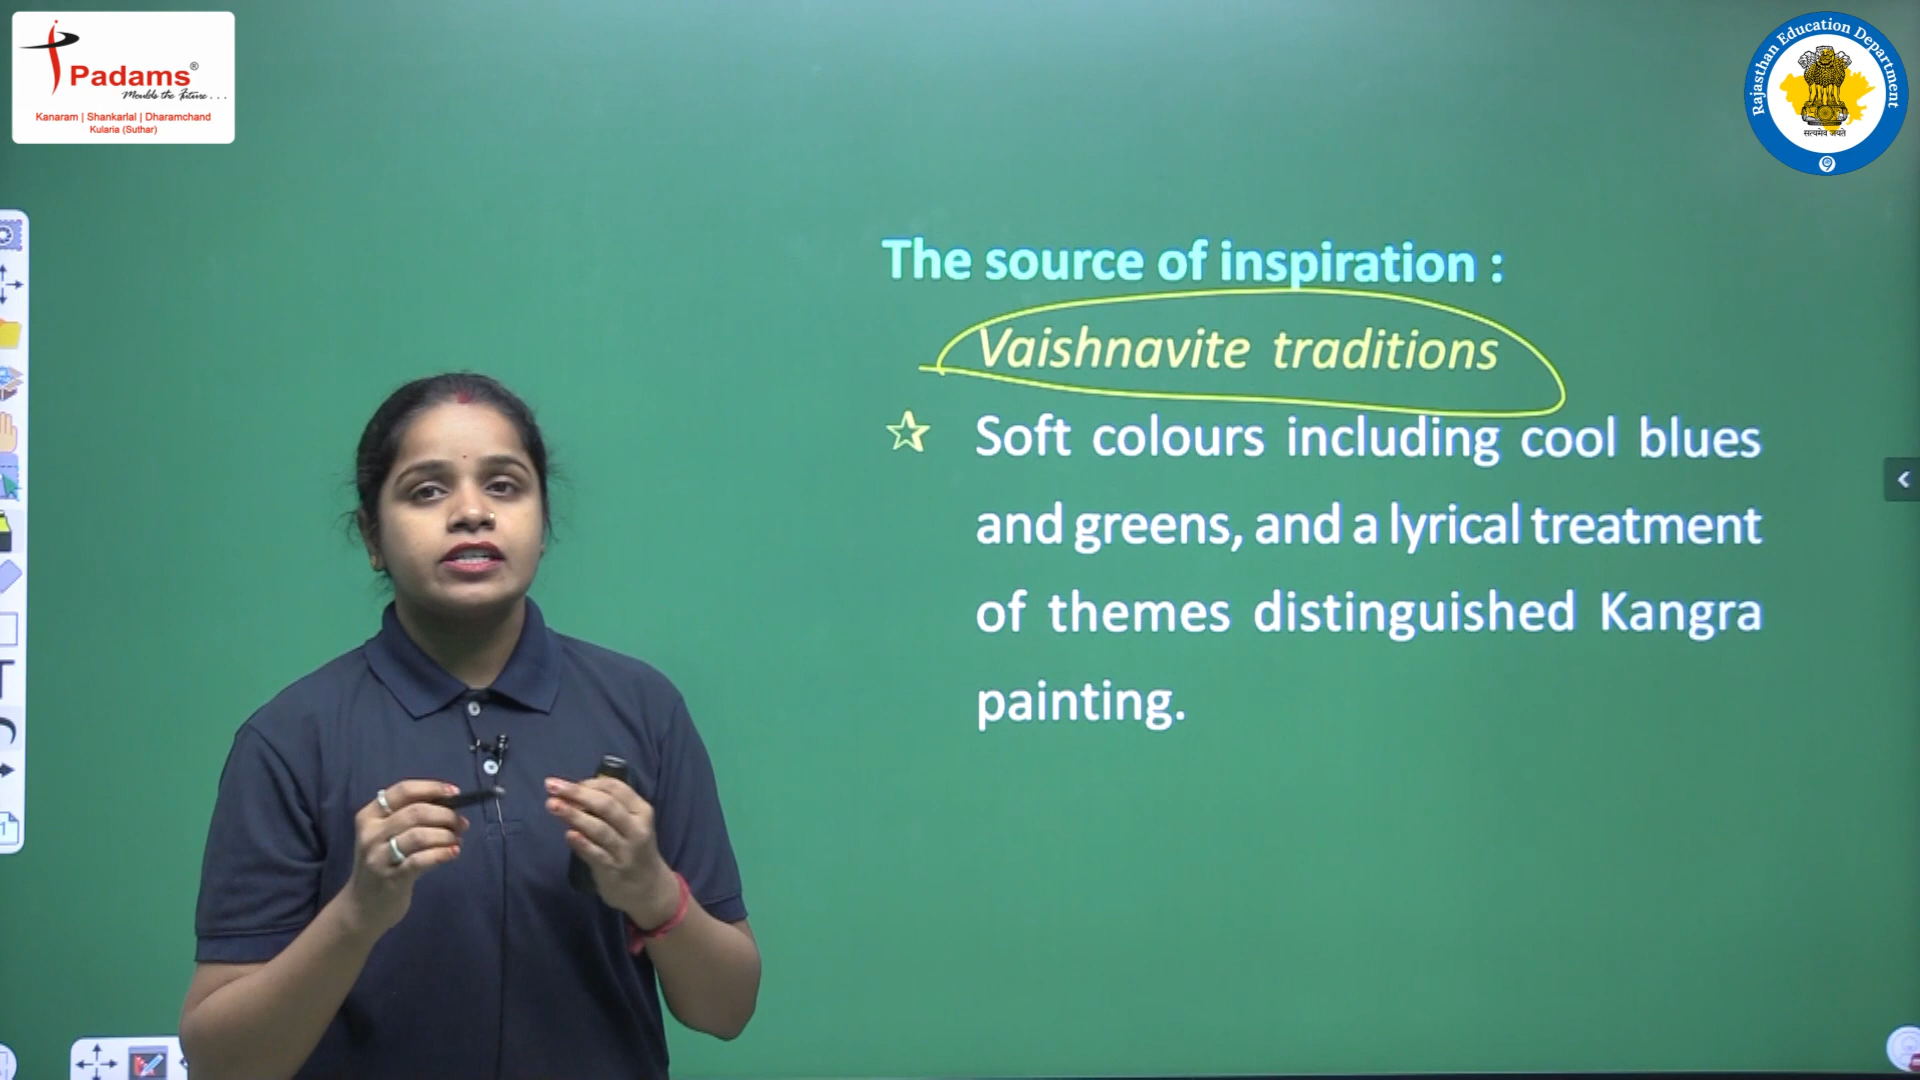 Padams®
Moulds the Future...
Kanaram | Shankarlal | Dharamchand
Kularia (Suthar)
Rajasthan Education Department
सत्यमेव जयते
The source of inspiration :
Vaishnavite traditions
Soft colours including cool blues
and greens, and a lyrical treatment
of themes distinguished Kangra
painting.
T
1